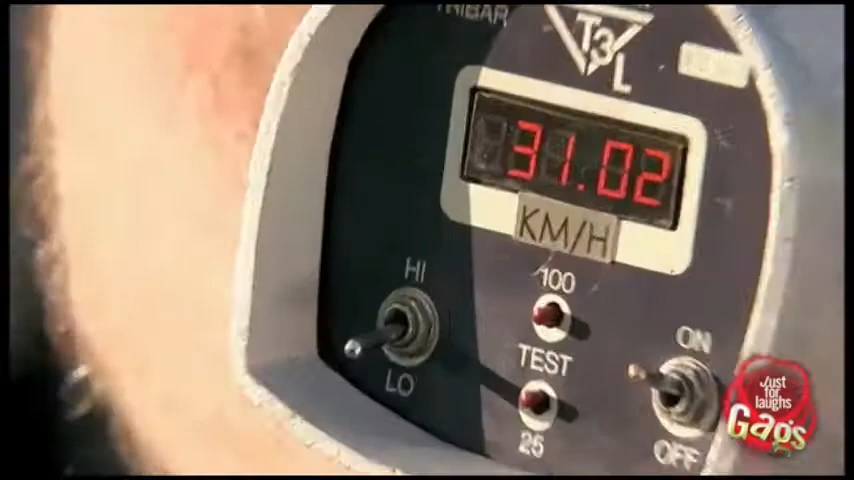 TRIBAR
T3
L
31.02
KM/H
HI
LO
100
TEST
25
ON
OFF
Just
for
laughs
Gags